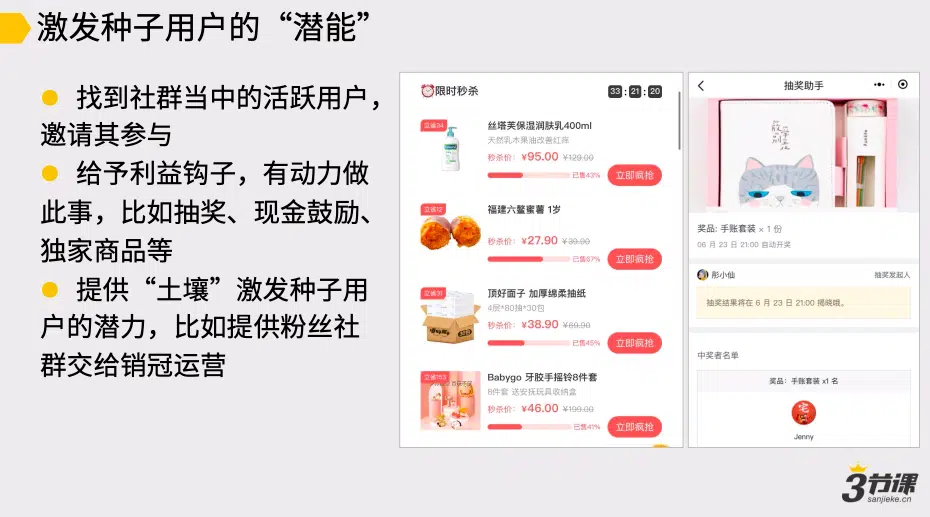 激发种子用户的“潜能”
找到社群当中的活跃用户，
邀请其参与
给予利益钩子，有动力做
此事，比如抽奖、现金鼓励、
独家商品等
提供“土壤”激发种子用
户的潜力，比如提供粉丝社
群交给销冠运营
限时秒杀
33:21:20
立省34
丝塔芙保湿润肤乳400ml
天然乳木果油改善红疹
秒杀价：¥95.00 ¥129.00
已售43%
立即疯抢
立省12
福建六鳌蜜薯 1岁
秒杀价：¥27.90 ¥39.90
已售67%
立即疯抢
立省31
顶好面子 加厚绵柔抽纸
4层*80抽*30包
秒杀价：¥38.90 ¥69.90
已售45%
立即疯抢
立省153
Babygo 牙胶手摇铃8件套
8件套 送安抚玩具收纳盒
秒杀价：¥46.00 ¥199.00
已售41%
立即疯抢
抽奖助手
奖品: 手账套装 × 1 份
06 月 23 日 21:00 自动开奖
彤小仙
抽奖发起人
抽奖结果将在 6 月 23 日 21:00 揭晓哦。
中奖者名单
奖品：手账套装 x1 名
宅
Jenny
3节课
sanjieke.cn